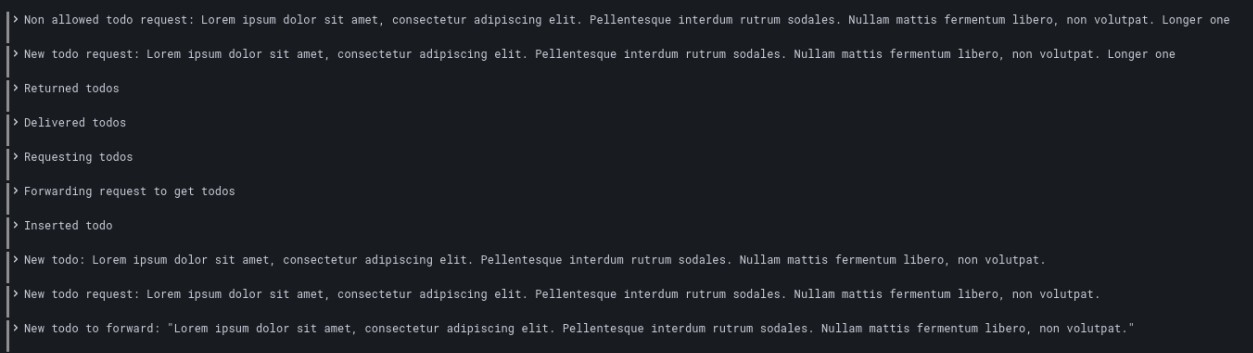 Non allowed todo request: Lorem ipsum dolor sit amet, consectetur adipiscing elit. Pellentesque interdum rutrum sodales. Nullam mattis fermentum libero, non volutpat. Longer one
New todo request: Lorem ipsum dolor sit amet, consectetur adipiscing elit. Pellentesque interdum rutrum sodales. Nullam mattis fermentum libero, non volutpat. Longer one
Returned todos
Delivered todos
Requesting todos
Forwarding request to get todos
Inserted todo
New todo: Lorem ipsum dolor sit amet, consectetur adipiscing elit. Pellentesque interdum rutrum sodales. Nullam mattis fermentum libero, non volutpat.
New todo request: Lorem ipsum dolor sit amet, consectetur adipiscing elit. Pellentesque interdum rutrum sodales. Nullam mattis fermentum libero, non volutpat.
New todo to forward: "Lorem ipsum dolor sit amet, consectetur adipiscing elit. Pellentesque interdum rutrum sodales. Nullam mattis fermentum libero, non volutpat."